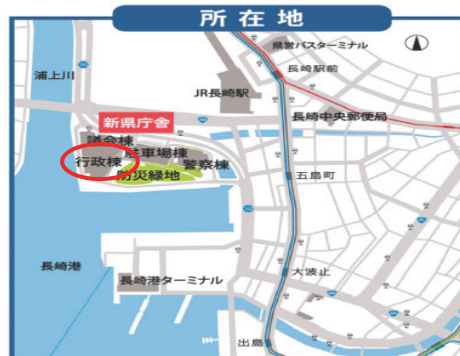 所在地
県営バスターミナル
浦上川
長崎駅前
JR長崎駅
長崎中央郵便局
新県庁舎
議会棟
駐車場棟
行政棟
警察棟
防災緑地
五島町
長崎港
大波止
長崎港ターミナル
出島